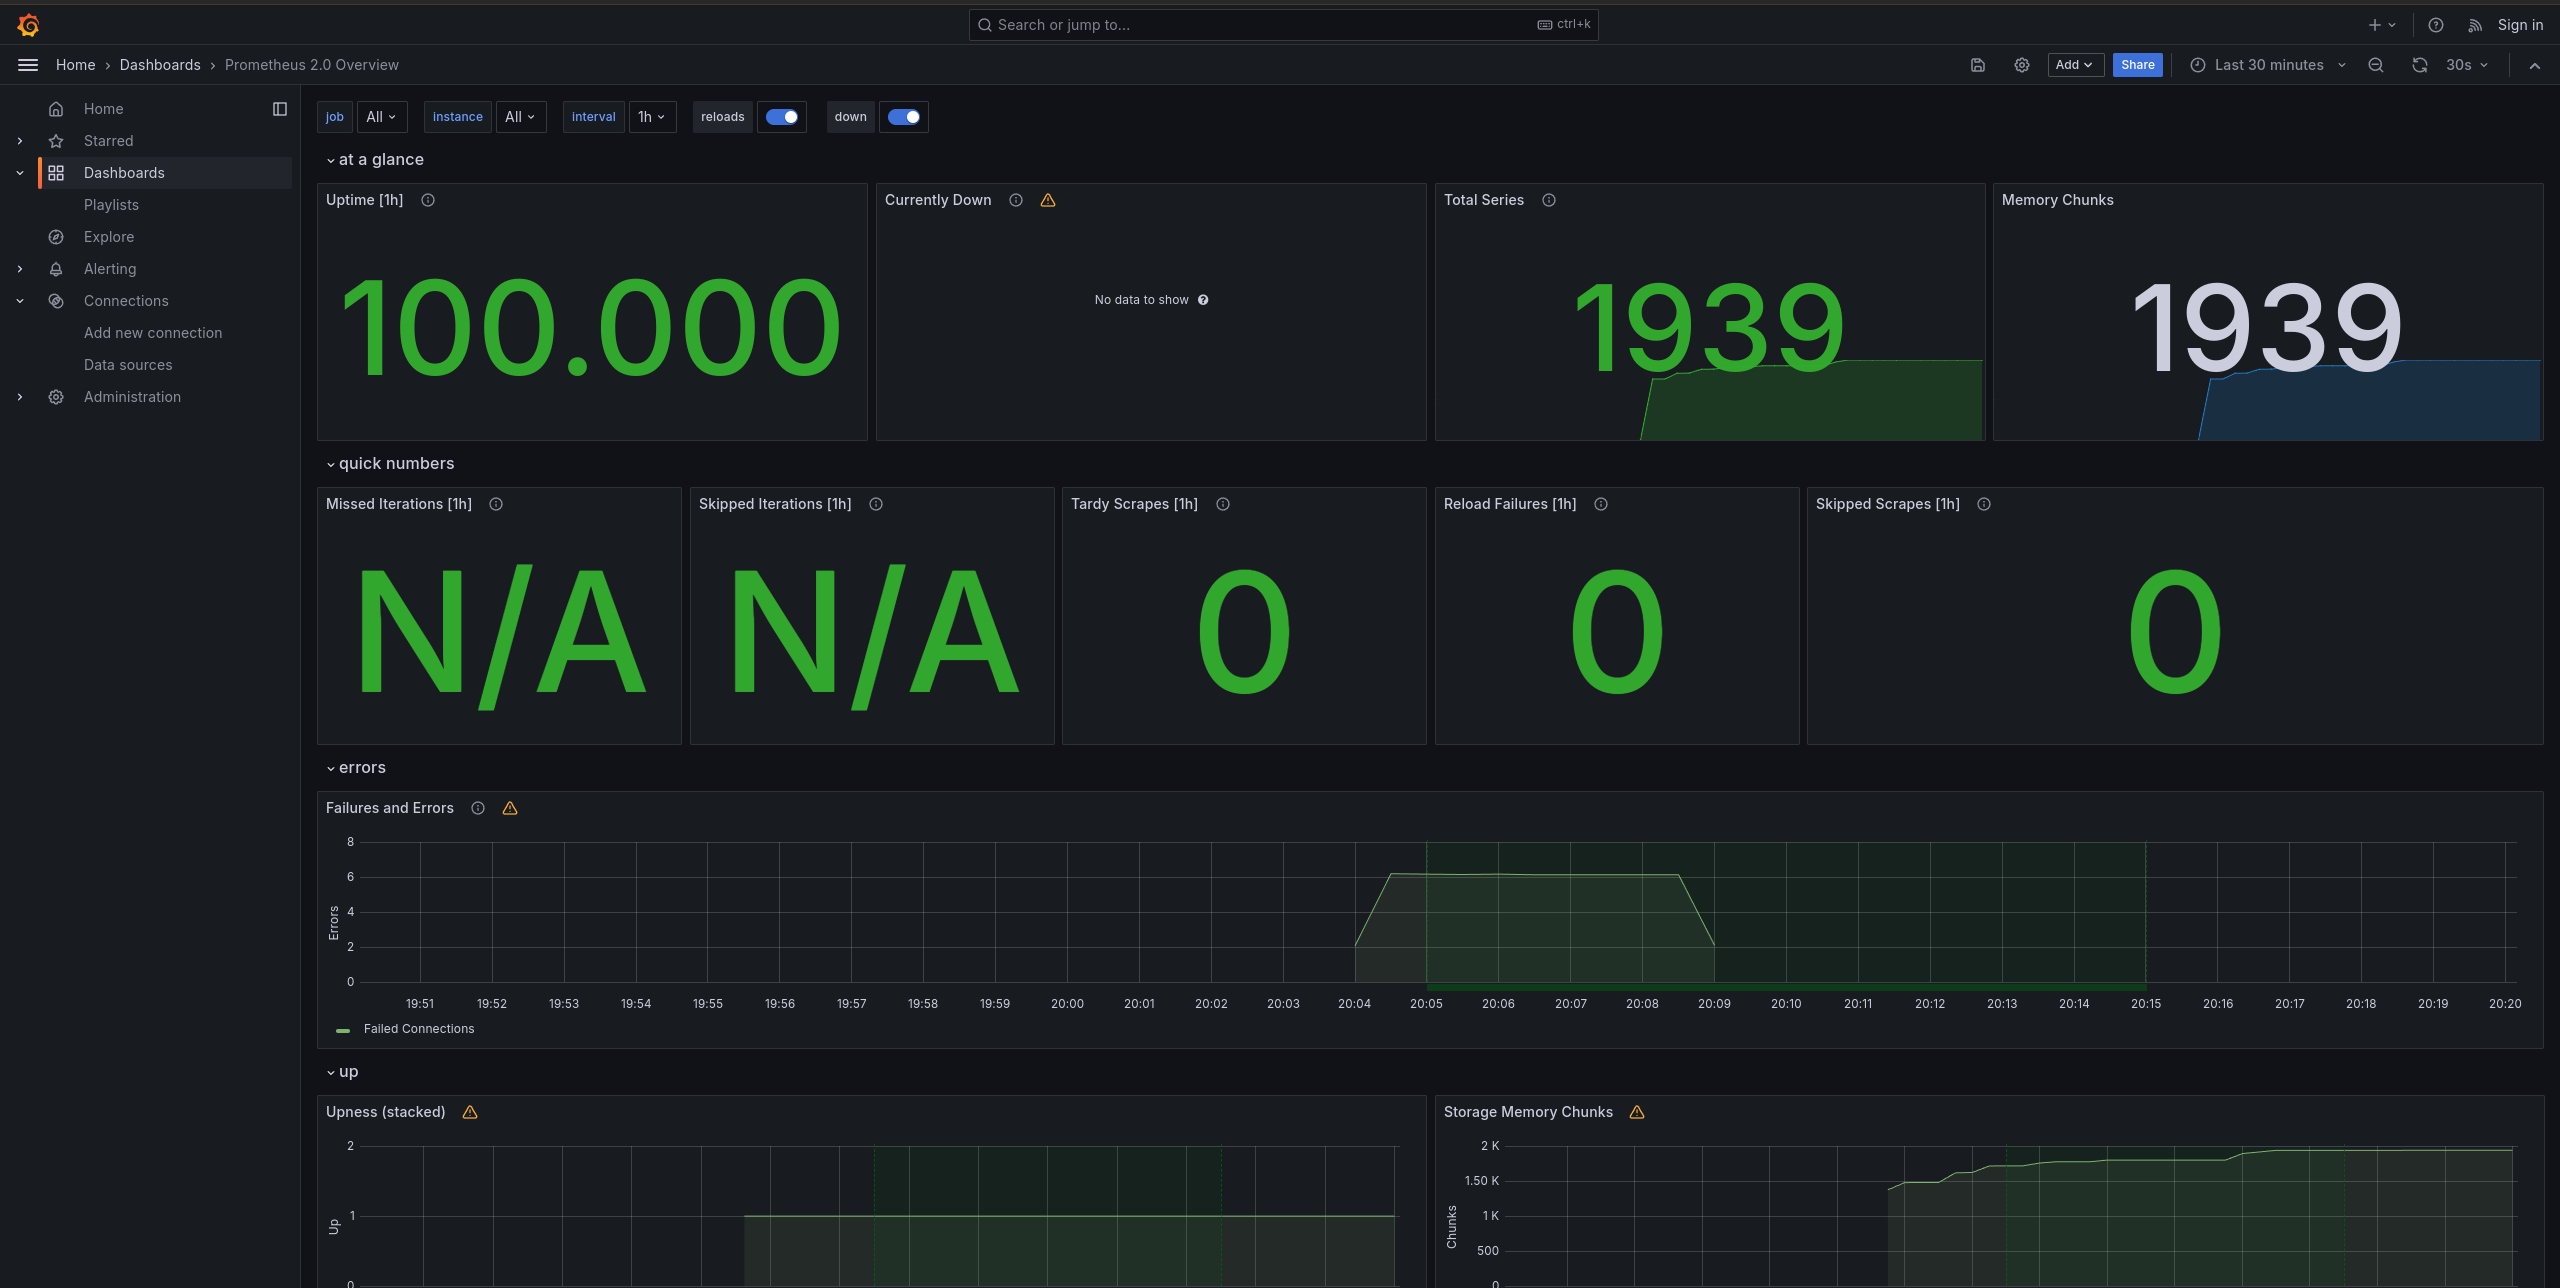 Search or jump to...
ctrl+k
Sign in
Home › Dashboards › Prometheus 2.0 Overview
Add
Share
Last 30 minutes
30s
Home
Starred
Dashboards
Playlists
Explore
Alerting
Connections
Add new connection
Data sources
Administration
job All instance All interval 1h reloads down
at a glance
Uptime [1h]
100.000
Currently Down
No data to show
Total Series
1939
Memory Chunks
1939
quick numbers
Missed Iterations [1h]
N/A
Skipped Iterations [1h]
N/A
Tardy Scrapes [1h]
0
Reload Failures [1h]
0
Skipped Scrapes [1h]
0
errors
Failures and Errors
Errors
8
6
4
2
0
19:51 19:52 19:53 19:54 19:55 19:56 19:57 19:58 19:59 20:00 20:01 20:02 20:03 20:04 20:05 20:06 20:07 20:08 20:09 20:10 20:11 20:12 20:13 20:14 20:15 20:16 20:17 20:18 20:19 20:20
Failed Connections
up
Upness (stacked)
Up
2
1
0
Storage Memory Chunks
Chunks
2 K
1.50 K
1 K
500
0